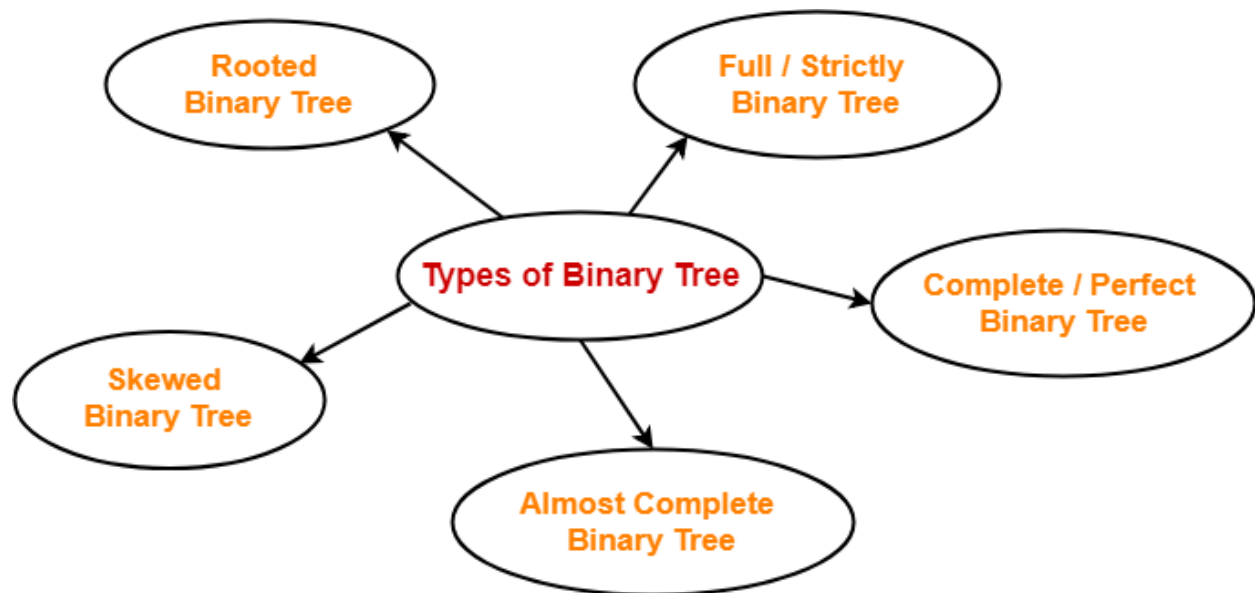 Rooted
Binary Tree
Full / Strictly
Binary Tree
Types of Binary Tree
Complete / Perfect
Binary Tree
Skewed
Binary Tree
Almost Complete
Binary Tree